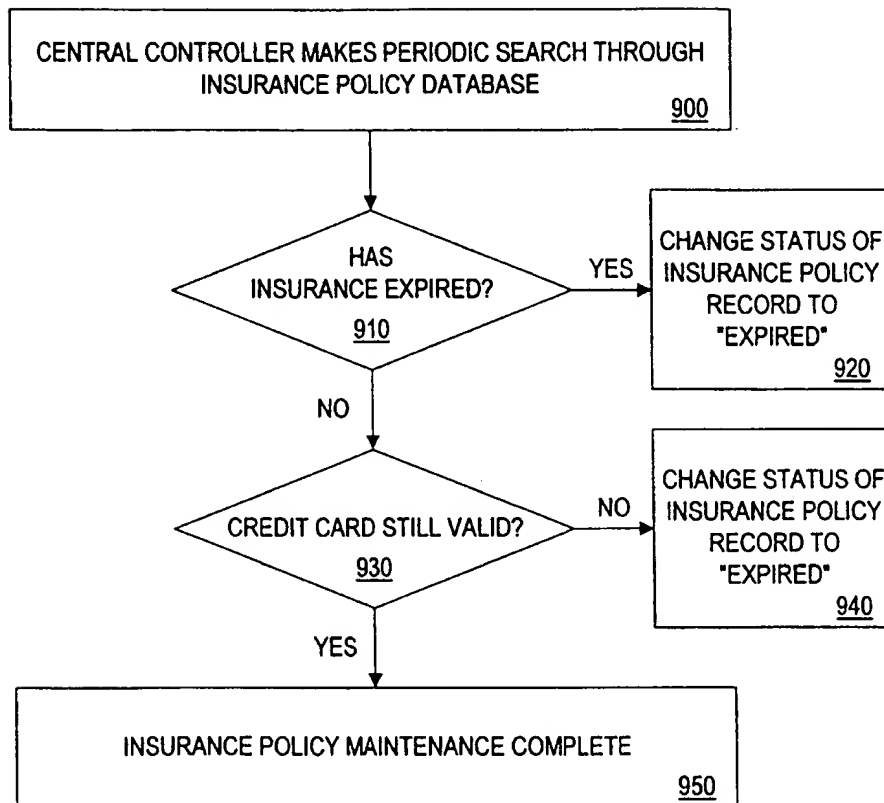 CENTRAL CONTROLLER MAKES PERIODIC SEARCH THROUGH
INSURANCE POLICY DATABASE
900
HAS
INSURANCE EXPIRED?
910
YES
CHANGE STATUS OF
INSURANCE POLICY
RECORD TO
"EXPIRED"
920
NO
CREDIT CARD STILL VALID?
930
NO
CHANGE STATUS OF
INSURANCE POLICY
RECORD TO
"EXPIRED"
940
YES
INSURANCE POLICY MAINTENANCE COMPLETE
950